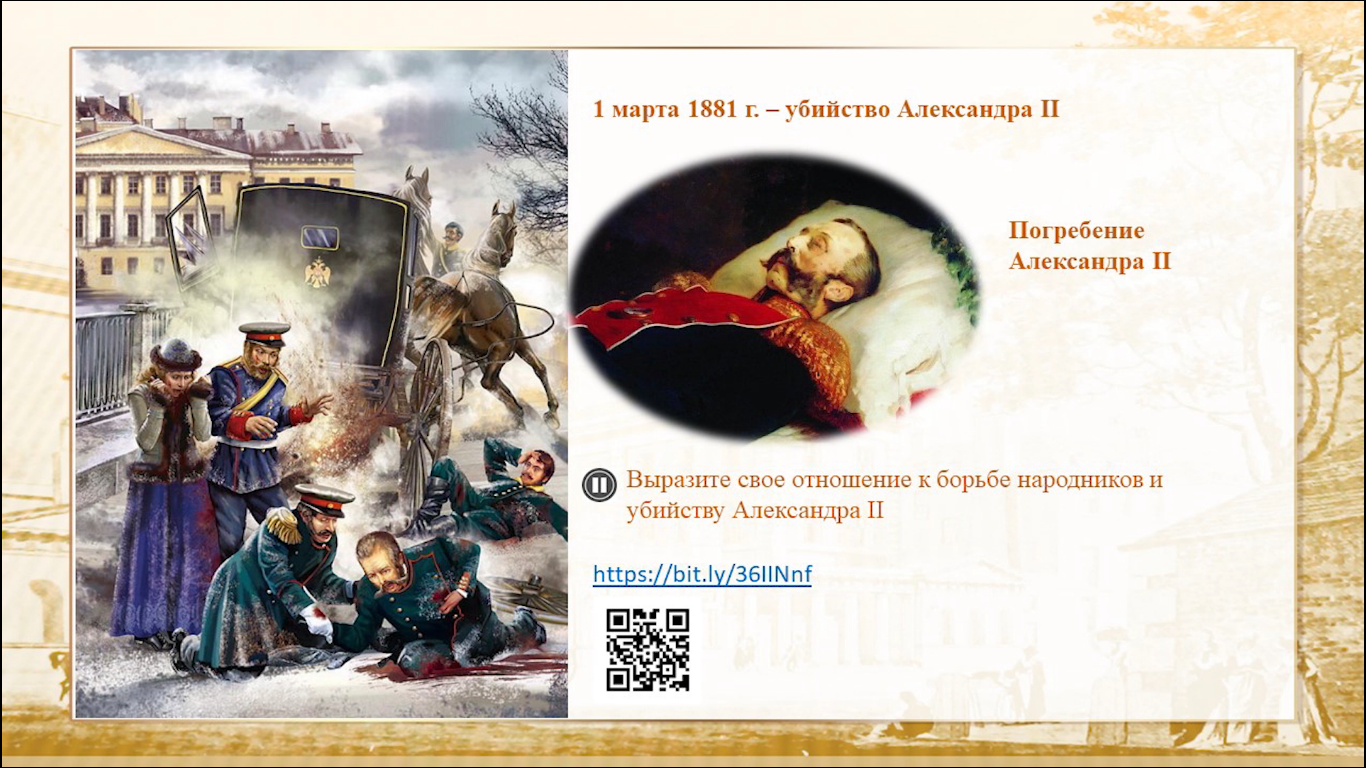 1 марта 1881 г. – убийство Александра II
Погребение
Александра II
Выразите свое отношение к борьбе народников и
убийству Александра II
https://bit.ly/36IINnf